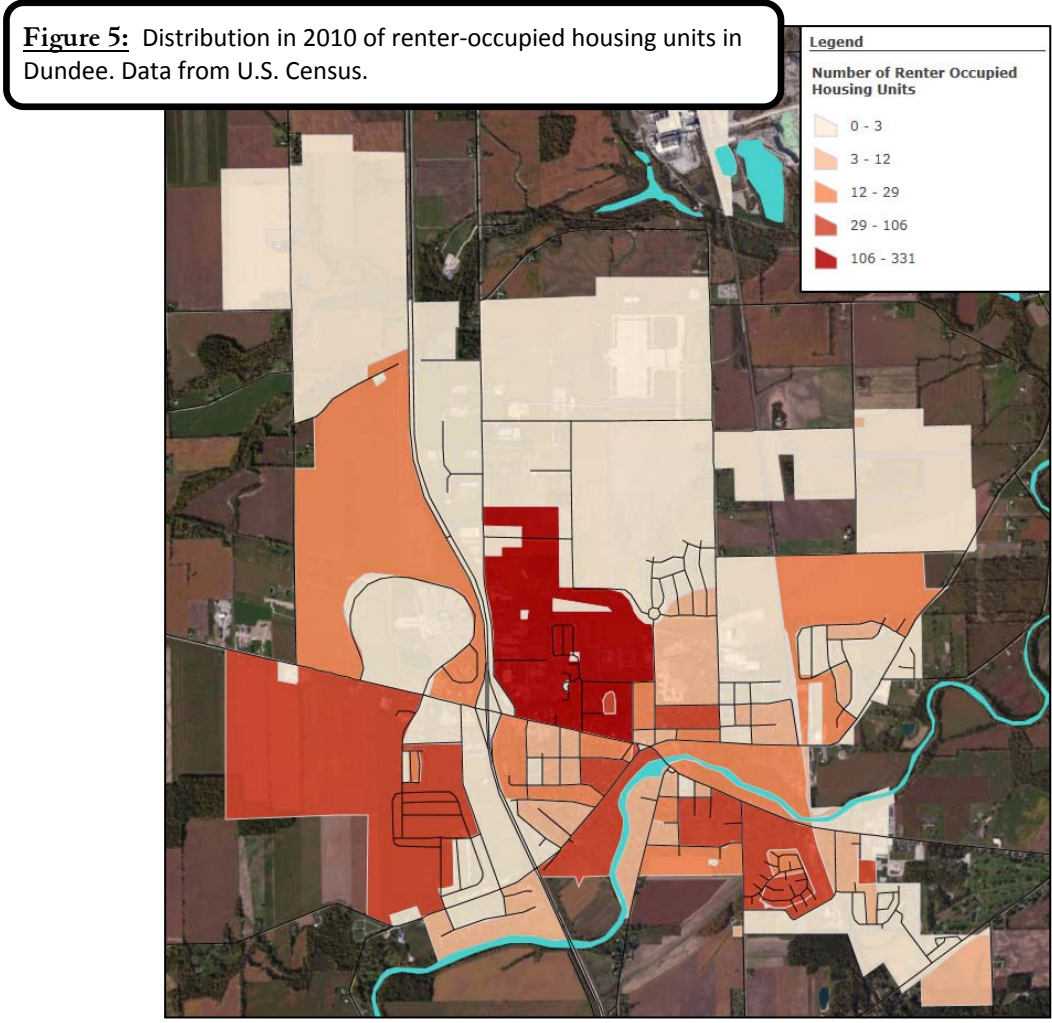 Figure 5: Distribution in 2010 of renter-occupied housing units in
Dundee. Data from U.S. Census.
Legend
Number of Renter Occupied
Housing Units
0 - 3
3 - 12
12 - 29
29 - 106
106 - 331